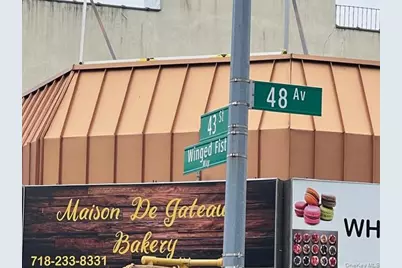 48 AV
43 ST
Winged Fist
Way
Maison De Gateau
Bakery
718-233-8331
WH